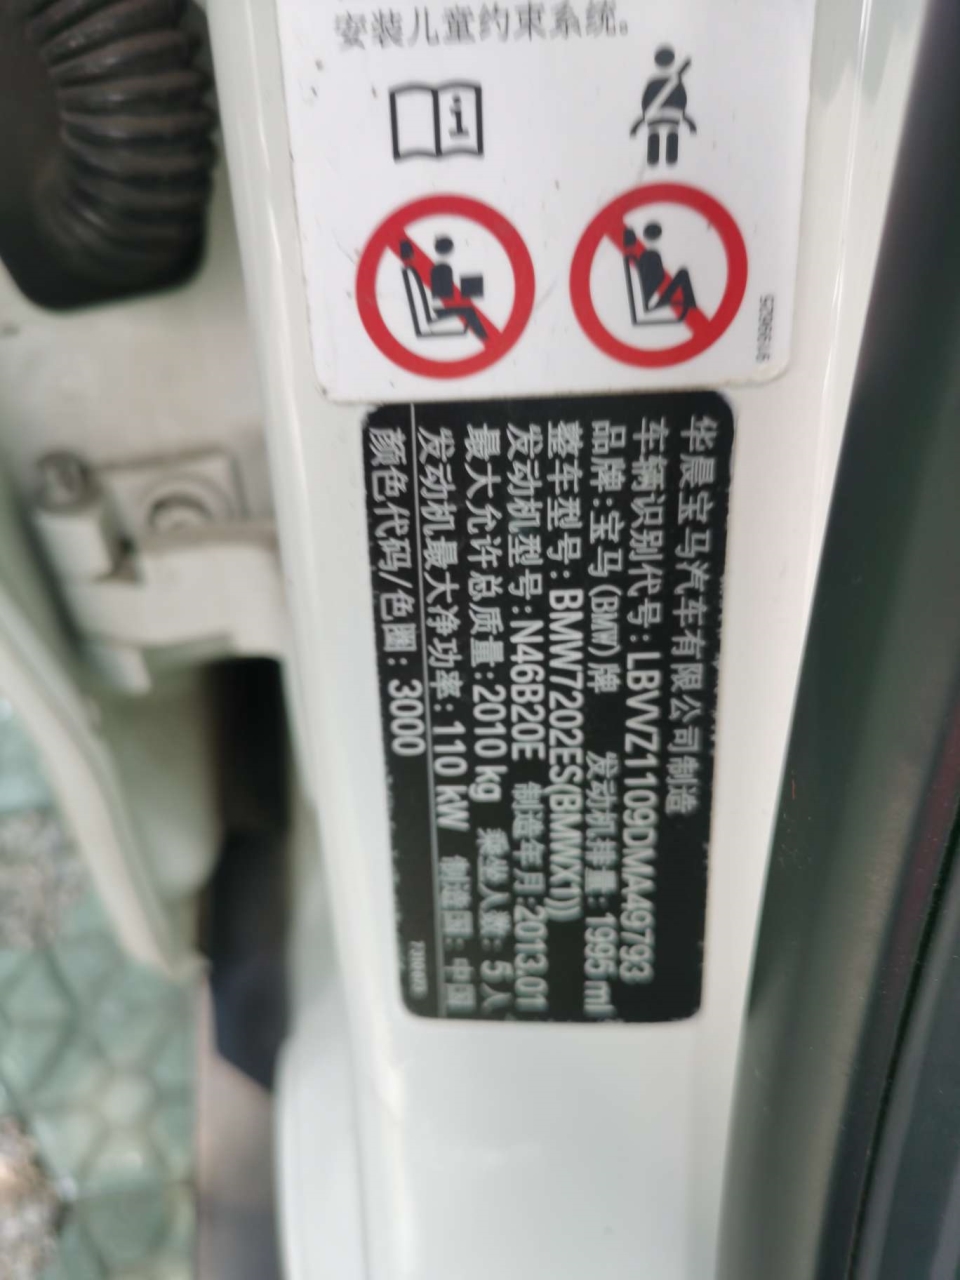 安装儿童约束系统。
华晨宝马汽车有限公司制造
车辆识别代号:LBVVZ1109DMA49793
品牌:宝马(BMW)牌 发动机排量:1995 ml
整车型号:BMW7202ES(BMWX1))
发动机型号:N46B20E 制造年月:2013.01
最大允许总质量:2010 kg 乘坐人数:5人
发动机最大净功率:110 kW 制造国:中国
颜色代码/色圈:3000